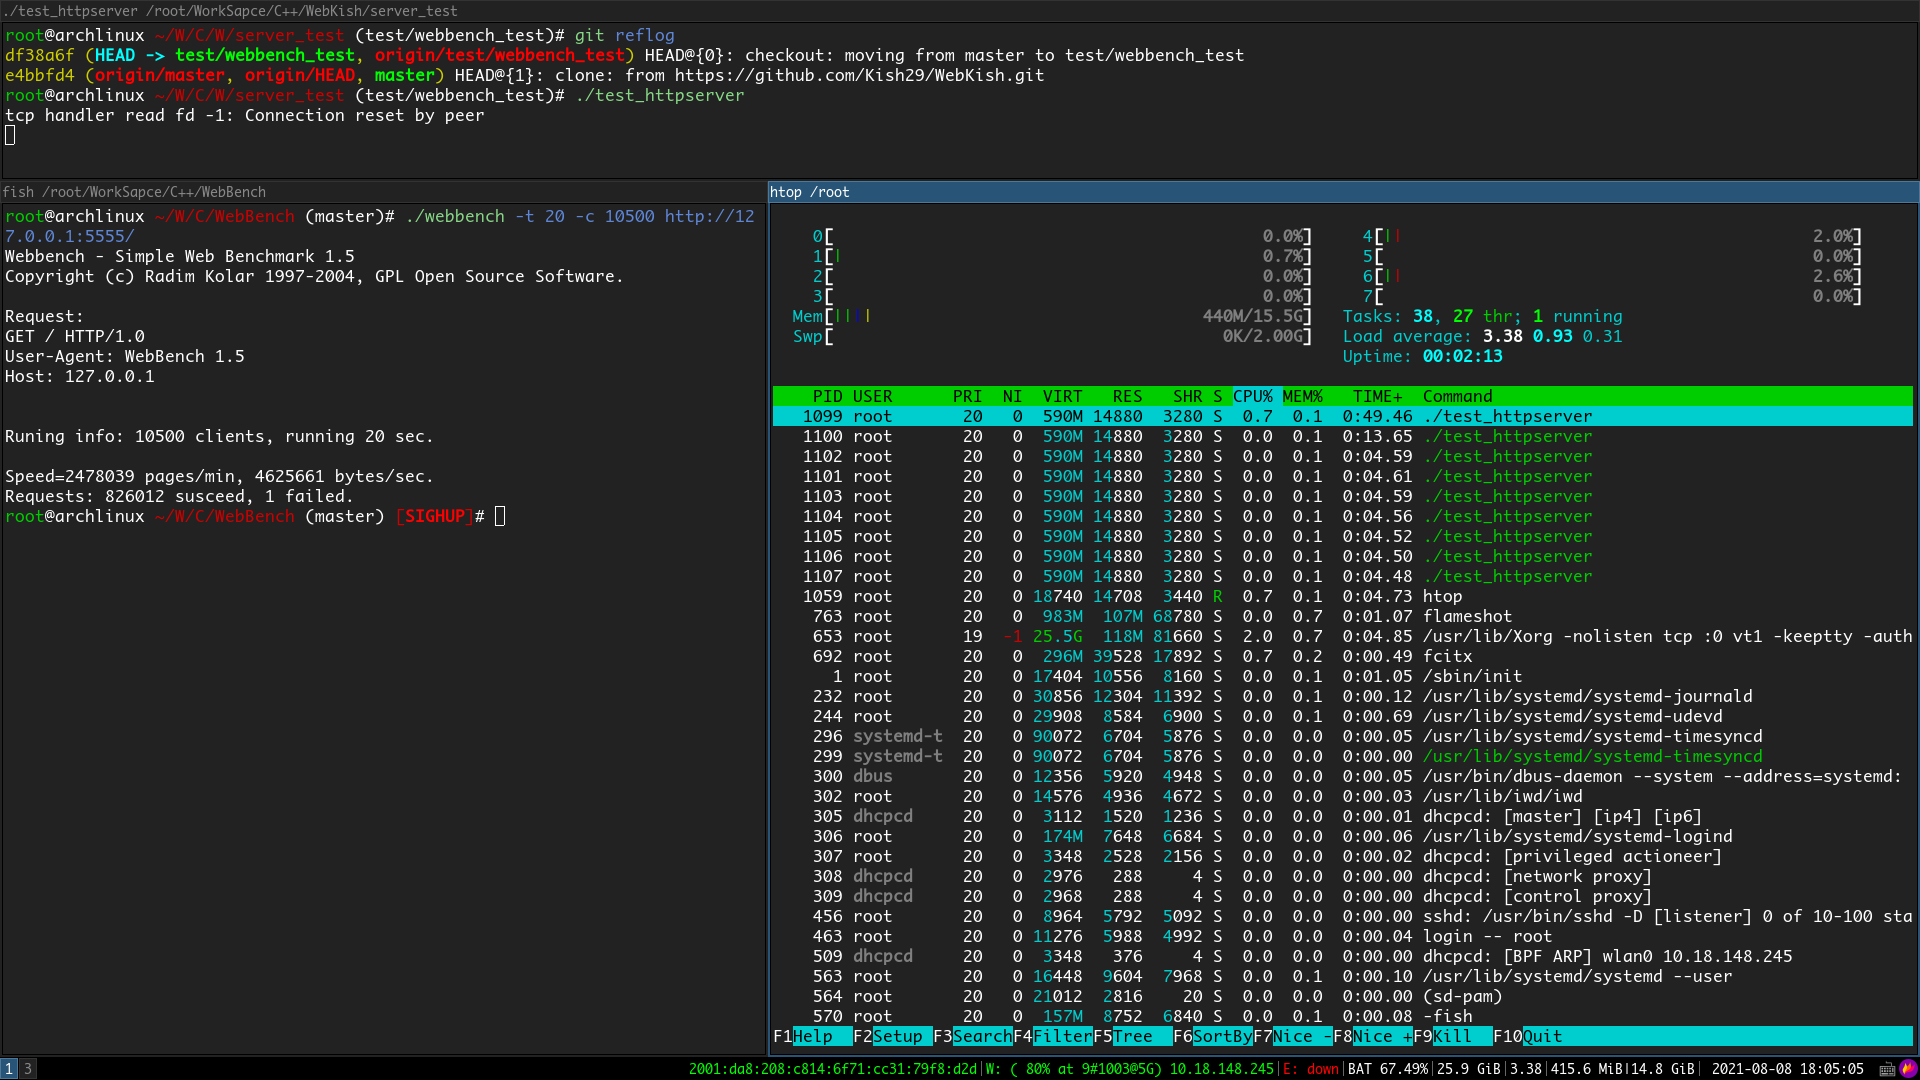 ./test_httpserver /root/WorkSapce/C++/WebKish/server_test
root@archlinux ~/W/C/W/server_test (test/webbench_test)# git reflog
df38a6f (HEAD -> test/webbench_test, origin/test/webbench_test) HEAD@{0}: checkout: moving from master to test/webbench_test
e4bbfd4 (origin/master, origin/HEAD, master) HEAD@{1}: clone: from https://github.com/Kish29/WebKish.git
root@archlinux ~/W/C/W/server_test (test/webbench_test)# ./test_httpserver
tcp handler read fd -1: Connection reset by peer
fish /root/WorkSapce/C++/WebBench
root@archlinux ~/W/C/WebBench (master)# ./webbench -t 20 -c 10500 http://12
7.0.0.1:5555/
Webbench - Simple Web Benchmark 1.5
Copyright (c) Radim Kolar 1997-2004, GPL Open Source Software.
Request:
GET / HTTP/1.0
User-Agent: WebBench 1.5
Host: 127.0.0.1
Runing info: 10500 clients, running 20 sec.
Speed=2478039 pages/min, 4625661 bytes/sec.
Requests: 826012 susceed, 1 failed.
root@archlinux ~/W/C/WebBench (master) [SIGHUP]#
htop /root
0[ 0.0%] 4[|| 2.0%]
1[| 0.7%] 5[ 0.0%]
2[ 0.0%] 6[|| 2.6%]
3[ 0.0%] 7[ 0.0%]
Mem[|||| 440M/15.5G] Tasks: 38, 27 thr; 1 running
Swp[ 0K/2.00G] Load average: 3.38 0.93 0.31
Uptime: 00:02:13
PID USER PRI NI VIRT RES SHR S CPU% MEM% TIME+ Command
1099 root 20 0 590M 14880 3280 S 0.7 0.1 0:49.46 ./test_httpserver
1100 root 20 0 590M 14880 3280 S 0.0 0.1 0:13.65 ./test_httpserver
1102 root 20 0 590M 14880 3280 S 0.0 0.1 0:04.59 ./test_httpserver
1101 root 20 0 590M 14880 3280 S 0.0 0.1 0:04.61 ./test_httpserver
1103 root 20 0 590M 14880 3280 S 0.0 0.1 0:04.59 ./test_httpserver
1104 root 20 0 590M 14880 3280 S 0.0 0.1 0:04.56 ./test_httpserver
1105 root 20 0 590M 14880 3280 S 0.0 0.1 0:04.52 ./test_httpserver
1106 root 20 0 590M 14880 3280 S 0.0 0.1 0:04.50 ./test_httpserver
1107 root 20 0 590M 14880 3280 S 0.0 0.1 0:04.48 ./test_httpserver
1059 root 20 0 18740 14708 3440 R 0.7 0.1 0:04.73 htop
763 root 20 0 983M 107M 68780 S 0.0 0.7 0:01.07 flameshot
653 root 19 -1 25.5G 118M 81660 S 2.0 0.7 0:04.85 /usr/lib/Xorg -nolisten tcp :0 vt1 -keeptty -auth
692 root 20 0 296M 39528 17892 S 0.7 0.2 0:00.49 fcitx
1 root 20 0 17404 10556 8160 S 0.0 0.1 0:01.05 /sbin/init
232 root 20 0 30856 12304 11392 S 0.0 0.1 0:00.12 /usr/lib/systemd/systemd-journald
244 root 20 0 29908 8584 6900 S 0.0 0.1 0:00.69 /usr/lib/systemd/systemd-udevd
296 systemd-t 20 0 90072 6704 5876 S 0.0 0.0 0:00.05 /usr/lib/systemd/systemd-timesyncd
299 systemd-t 20 0 90072 6704 5876 S 0.0 0.0 0:00.00 /usr/lib/systemd/systemd-timesyncd
300 dbus 20 0 12356 5920 4948 S 0.0 0.0 0:00.05 /usr/bin/dbus-daemon --system --address=systemd:
302 root 20 0 14576 4936 4672 S 0.0 0.0 0:00.03 /usr/lib/iwd/iwd
305 dhcpcd 20 0 3112 1520 1236 S 0.0 0.0 0:00.01 dhcpcd: [master] [ip4] [ip6]
306 root 20 0 174M 7648 6684 S 0.0 0.0 0:00.06 /usr/lib/systemd/systemd-logind
307 root 20 0 3348 2528 2156 S 0.0 0.0 0:00.02 dhcpcd: [privileged actioneer]
308 dhcpcd 20 0 2976 288 4 S 0.0 0.0 0:00.00 dhcpcd: [network proxy]
309 dhcpcd 20 0 2968 288 4 S 0.0 0.0 0:00.00 dhcpcd: [control proxy]
456 root 20 0 8964 5792 5092 S 0.0 0.0 0:00.00 sshd: /usr/bin/sshd -D [listener] 0 of 10-100 sta
463 root 20 0 11276 5988 4992 S 0.0 0.0 0:00.04 login -- root
509 dhcpcd 20 0 3348 376 4 S 0.0 0.0 0:00.00 dhcpcd: [BPF ARP] wlan0 10.18.148.245
563 root 20 0 16448 9604 7968 S 0.0 0.1 0:00.10 /usr/lib/systemd/systemd --user
564 root 20 0 21012 2816 20 S 0.0 0.0 0:00.00 (sd-pam)
570 root 20 0 157M 8752 6840 S 0.0 0.1 0:00.08 -fish
F1Help F2Setup F3SearchF4FilterF5Tree F6SortByF7Nice -F8Nice +F9Kill F10Quit
1 3 2001:da8:208:c814:6f71:cc31:79f8:d2d|W: ( 80% at 9#1003@5G) 10.18.148.245|E: down|BAT 67.49%|25.9 GiB|3.38|415.6 MiB|14.8 GiB| 2021-08-08 18:05:05